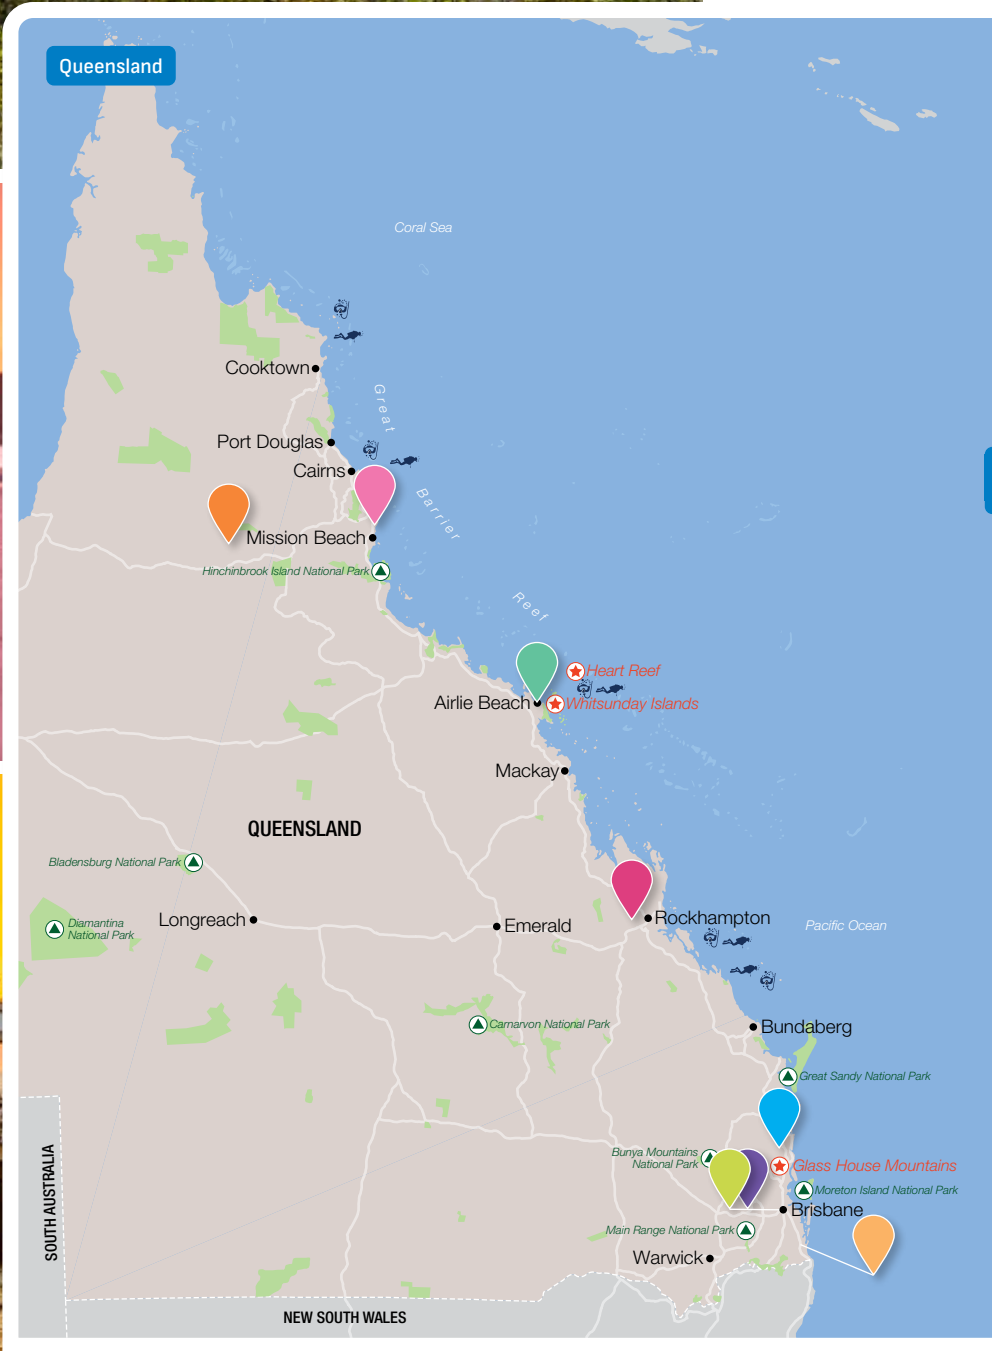 Queensland
Coral Sea
Cooktown
Great
Port Douglas
Cairns
Barrier
Mission Beach
Hinchinbrook Island National Park
Reef
Heart Reef
Airlie Beach
Whitsunday Islands
Mackay
QUEENSLAND
Bladensburg National Park
Diamantina
National Park
Longreach
Emerald
Rockhampton
Pacific Ocean
Carnarvon National Park
Bundaberg
Great Sandy National Park
SOUTH AUSTRALIA
Bunya Mountains
National Park
Glass House Mountains
Moreton Island National Park
Brisbane
Main Range National Park
Warwick
NEW SOUTH WALES